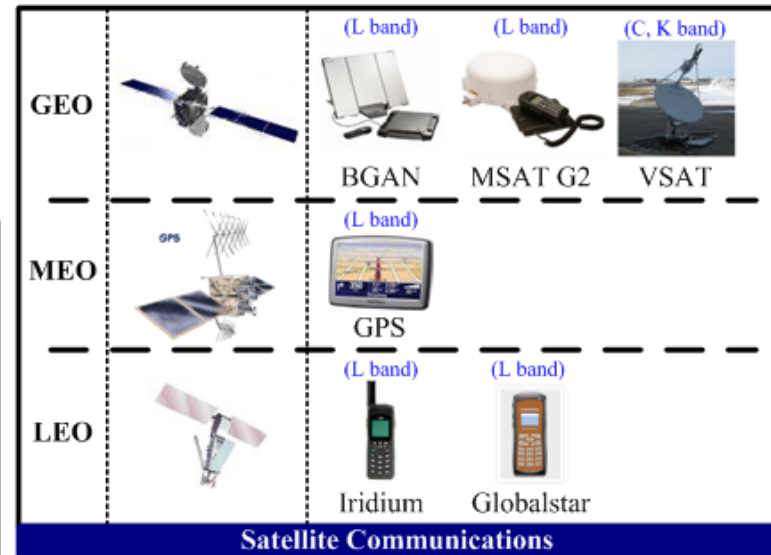 (L band) (L band) (C, K band)
GEO
BGAN MSAT G2 VSAT
GPS
(L band)
MEO
350
GPS
(L band) (L band)
LEO
Iridium Globalstar
Satellite Communications